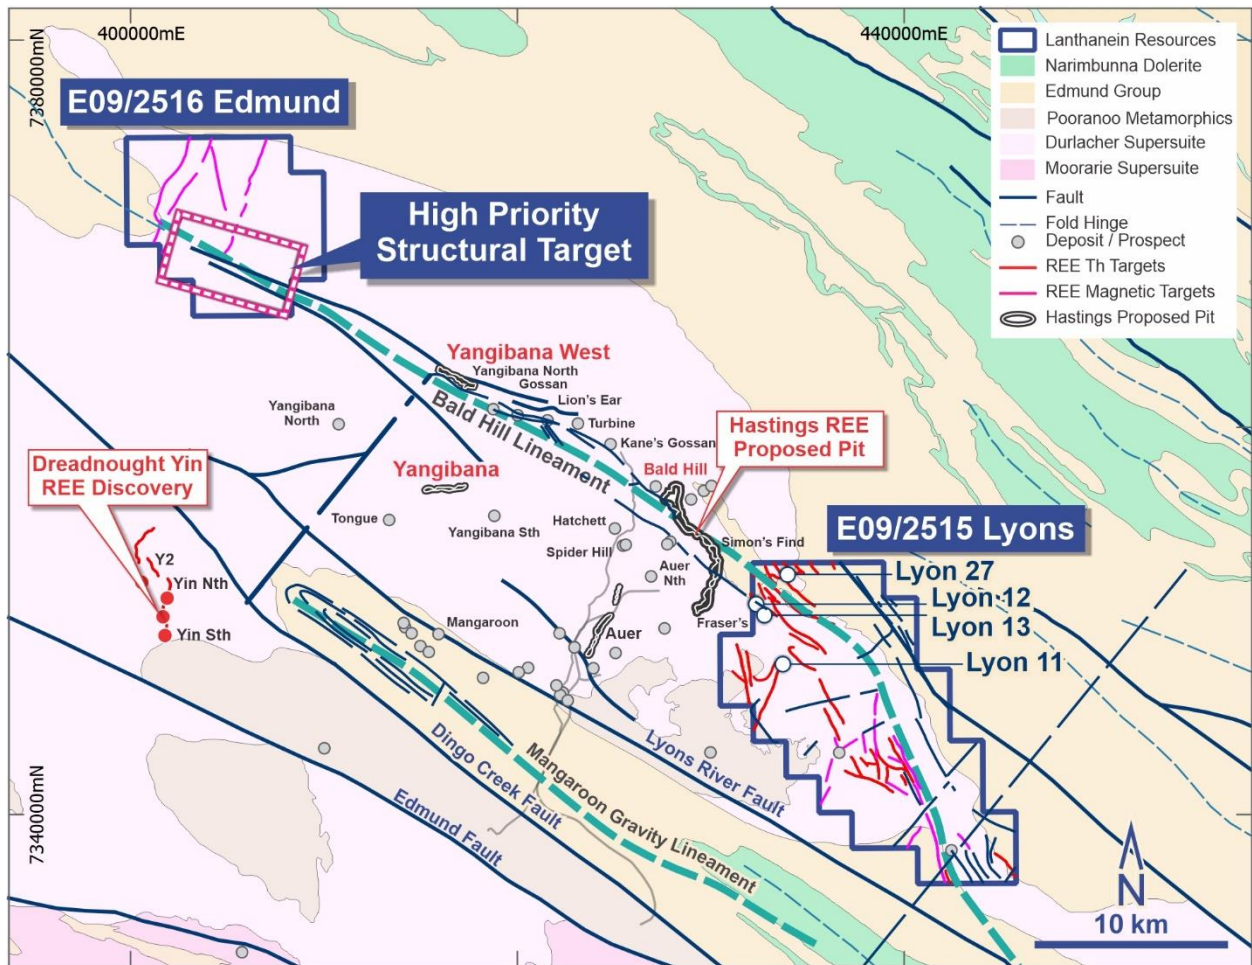 400000mE
440000mE
7380000mN
7340000mN
Lanthanein Resources
Narimbunna Dolerite
Edmund Group
Pooranoo Metamorphics
Durlacher Supersuite
Moorarie Supersuite
Fault
Fold Hinge
Deposit / Prospect
REE Th Targets
REE Magnetic Targets
Hastings Proposed Pit
E09/2516 Edmund
High Priority
Structural Target
Yangibana West
Yangibana North
Gossan
Lion's Ear
Turbine
Kane's Gossan
Bald Hill Lineament
Yangibana
North
Hastings REE
Proposed Pit
Bald Hill
Dreadnought Yin
REE Discovery
Yangibana
Tongue
Yangibana Sth
Hatchett
Spider Hill
Simon's Find
E09/2515 Lyons
Auer
Nth
Y2
Yin Nth
Yin Sth
Lyon 27
Lyon 12
Lyon 13
Lyon 11
Fraser's
Mangaroon
Auer
Lyons River Fault
Dingo Creek Fault
Mangaroon Gravity Lineament
Edmund Fault
N
10 km